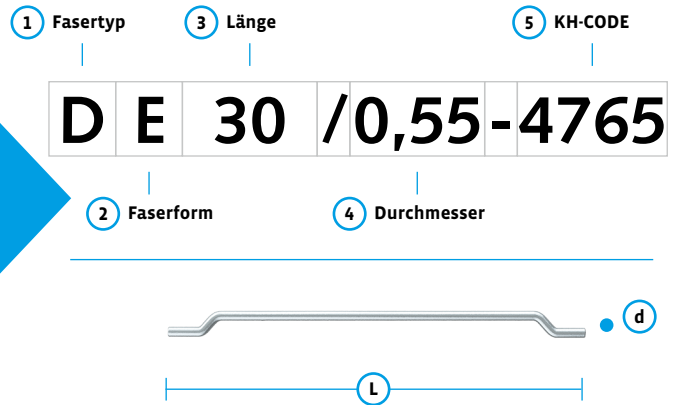 1 Fasertyp 3 Länge 5 KH-CODE
D E 30 /0,55-4765
2 Faserform 4 Durchmesser
d
L